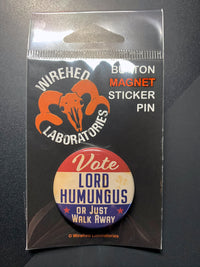 WIREHED
LABORATORIES
BUTTON
MAGNET
STICKER
PIN
Vote
LORD
HUMUNGUS
OR JUST
WALK AWAY
© Wirehed Laboratories